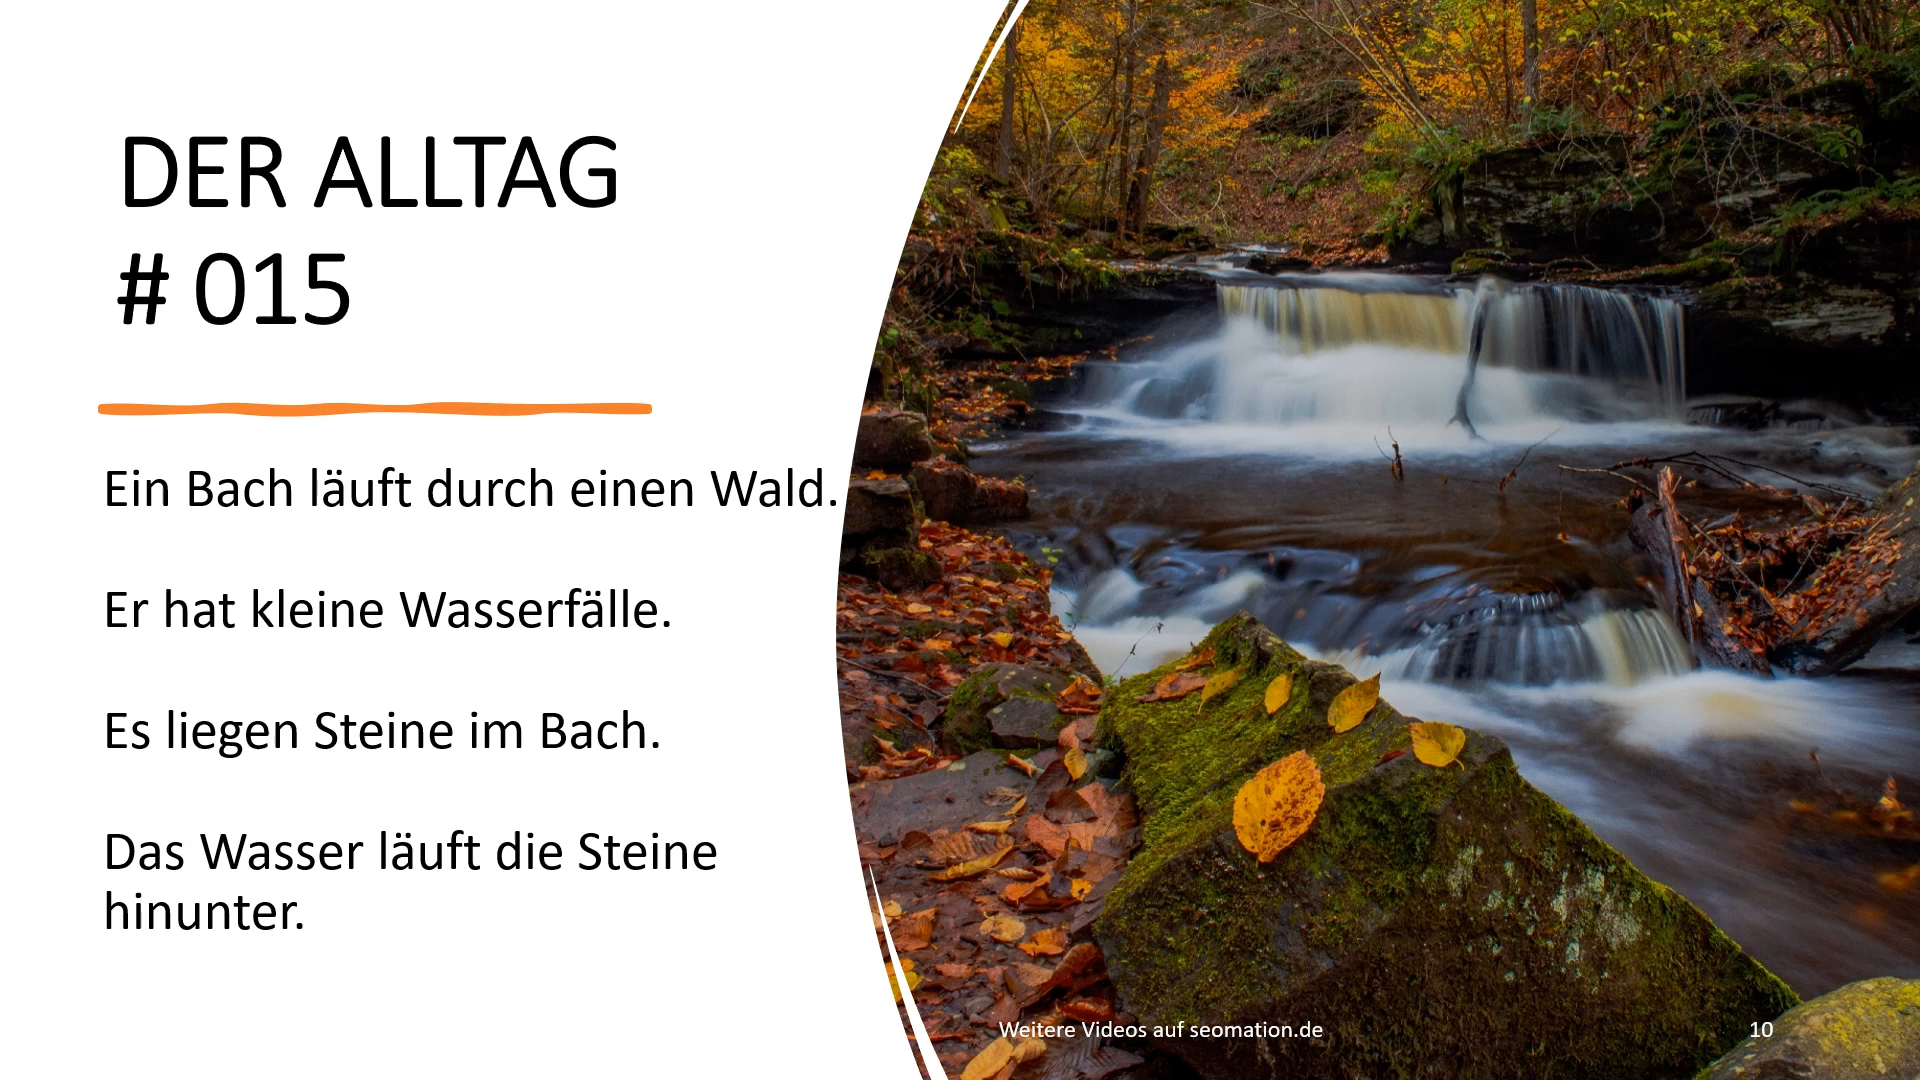 DER ALLTAG
# 015
Ein Bach läuft durch einen Wald.
Er hat kleine Wasserfälle.
Es liegen Steine im Bach.
Das Wasser läuft die Steine
hinunter.
Weitere Videos auf seomation.de
10